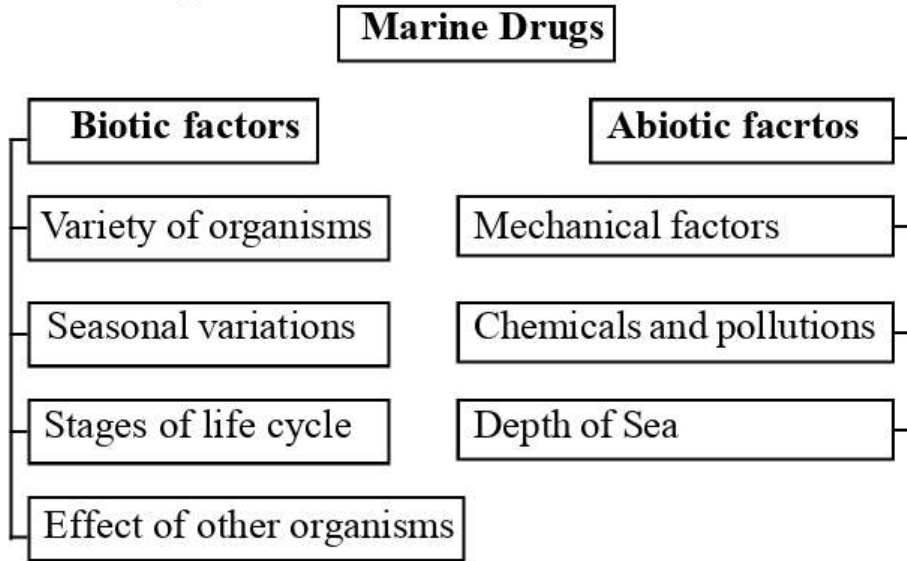 Marine Drugs
Biotic factors
Variety of organisms
Seasonal variations
Stages of life cycle
Effect of other organisms
Abiotic facrtos
Mechanical factors
Chemicals and pollutions
Depth of Sea